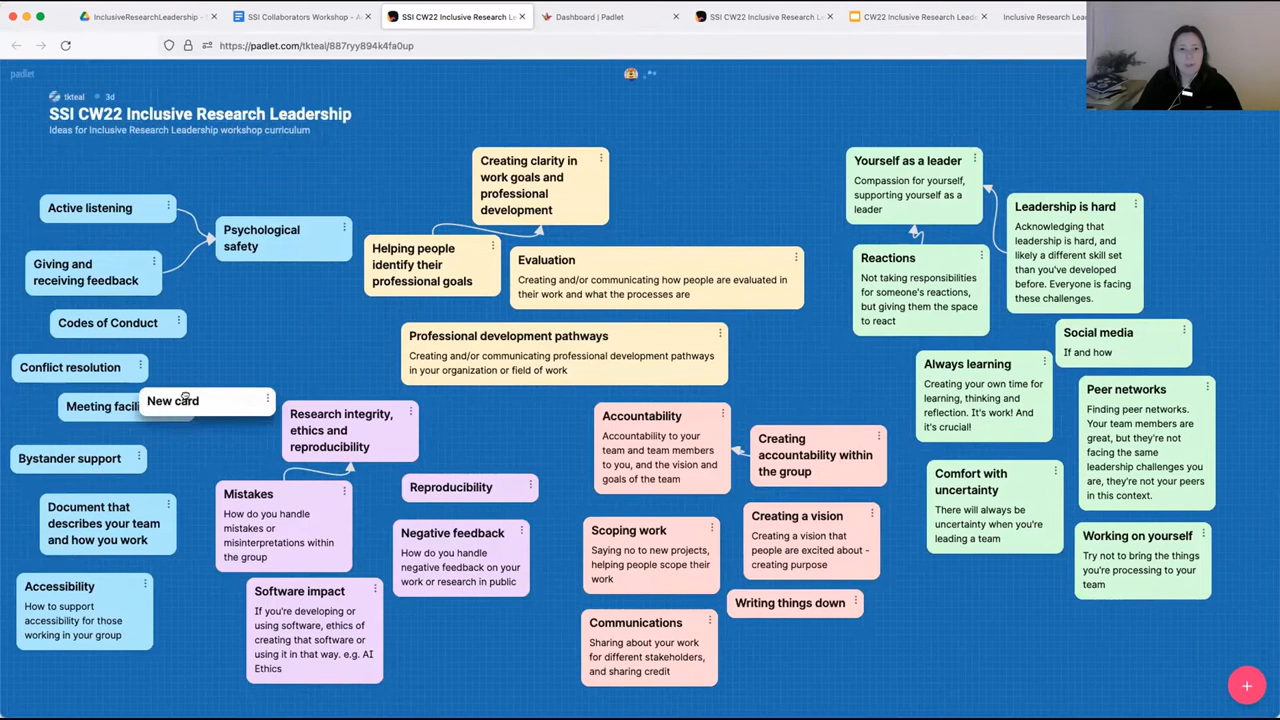 InclusiveResearchLeadership -
SSI Collaborators Workshop - A
SSI CW22 Inclusive Research Le
Dashboard | Padlet
SSI CW22 Inclusive Research L
CW22 Inclusive Research Leade
Inclusive Research Lea
https://padlet.com/tkteal/887ryy894k4fa0up
padlet
tkteal
3d
SSI CW22 Inclusive Research Leadership
Ideas for Inclusive Research Leadership workshop curriculum
Active listening
Psychological
safety
Giving and
receiving feedback
Codes of Conduct
Conflict resolution
Meeting facili
New card
Bystander support
Document that
describes your team
and how you work
Accessibility
How to support
accessibility for those
working in your group
Creating clarity in
work goals and
professional
development
Helping people
identify their
professional goals
Evaluation
Creating and/or communicating how people are evaluated in
their work and what the processes are
Professional development pathways
Creating and/or communicating professional development pathways
in your organization or field of work
Research integrity,
ethics and
reproducibility
Mistakes
How do you handle
mistakes or
misinterpretations within
the group
Reproducibility
Negative feedback
How do you handle
negative feedback on your
work or research in public
Software impact
If you're developing or
using software, ethics of
creating that software or
using it in that way. e.g. AI
Ethics
Accountability
Accountability to your
team and team members
to you, and the vision and
goals of the team
Creating
accountability within
the group
Scoping work
Saying no to new projects,
helping people scope their
work
Creating a vision
Creating a vision that
people are excited about -
creating purpose
Writing things down
Communications
Sharing about your work
for different stakeholders,
and sharing credit
Yourself as a leader
Compassion for yourself,
supporting yourself as a
leader
Leadership is hard
Acknowledging that
leadership is hard, and
likely a different skill set
than you've developed
before. Everyone is facing
these challenges.
Reactions
Not taking responsibilities
for someone's reactions,
but giving them the space
to react
Social media
If and how
Always learning
Creating your own time for
learning, thinking and
reflection. It's work! And
it's crucial!
Peer networks
Finding peer networks.
Your team members are
great, but they're not
facing the same
leadership challenges you
are, they're not your peers
in this context.
Comfort with
uncertainty
There will always be
uncertainty when you're
leading a team
Working on yourself
Try not to bring the things
you're processing to your
team